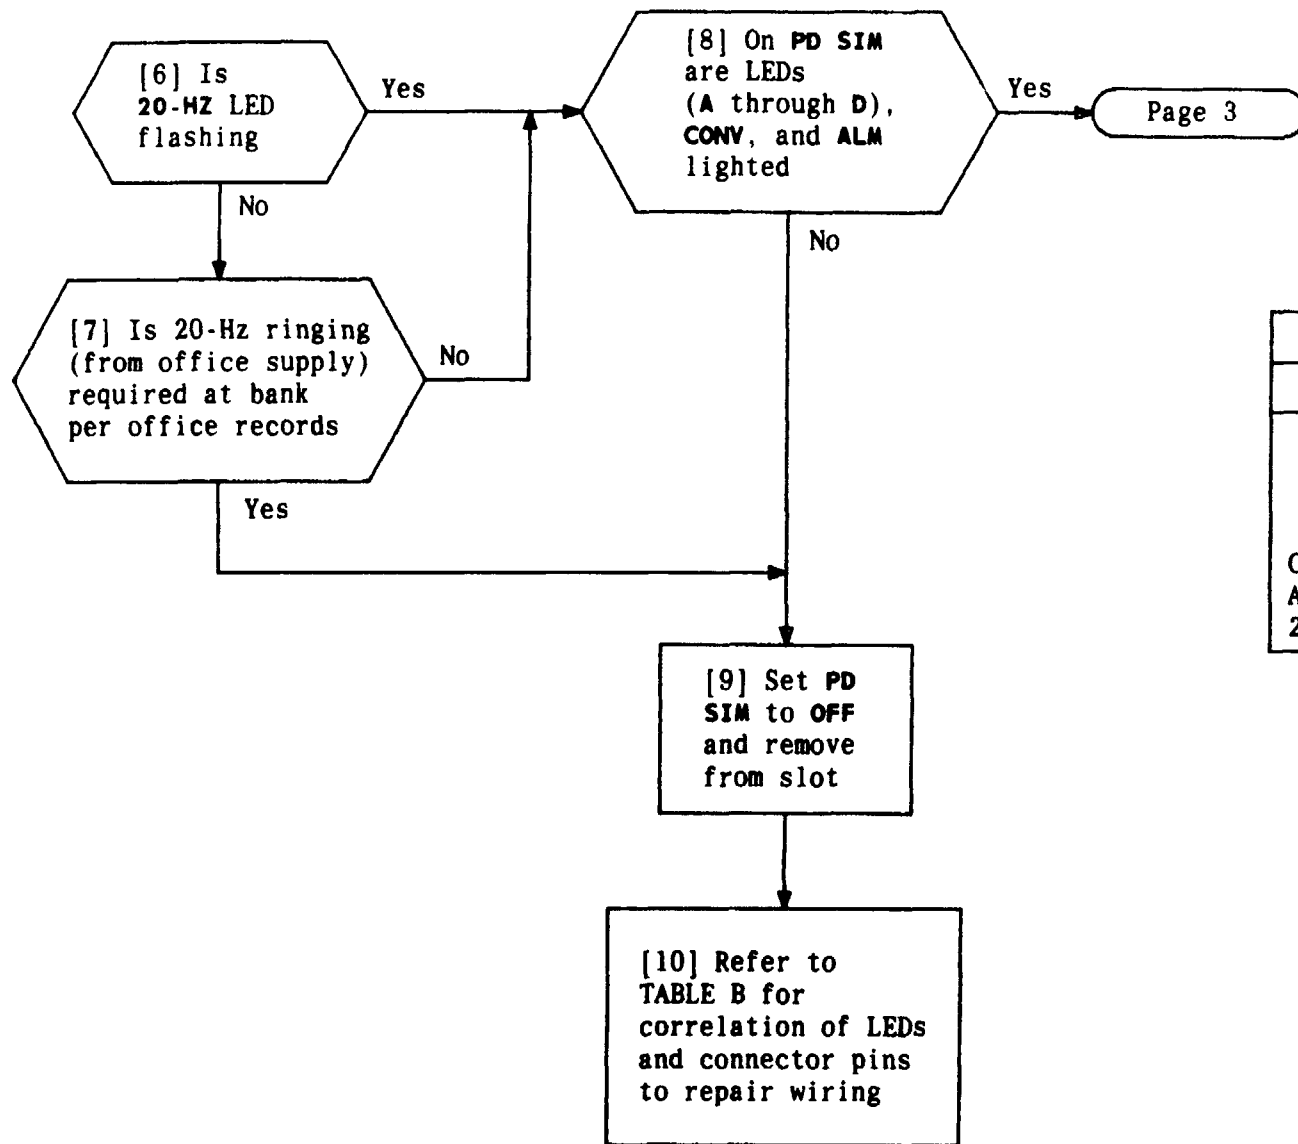 [6] Is
20-HZ LED
flashing
Yes
No
[8] On PD SIM
are LEDs
(A through D),
CONV, and ALM
lighted
Yes
Page 3
No
[7] Is 20-Hz ringing
(from office supply)
required at bank
per office records
No
Yes
[9] Set PD
SIM to OFF
and remove
from slot
[10] Refer to
TABLE B for
correlation of LEDs
and connector pins
to repair wiring
A
2